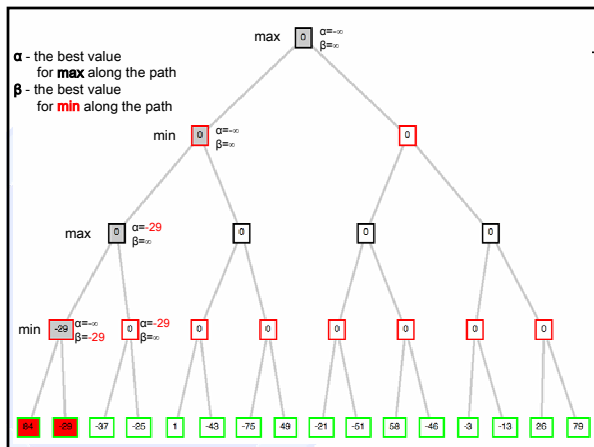 max 0 α=-∞
β=∞
α - the best value
for max along the path
β - the best value
for min along the path
min 0 α=-∞ 0
β=∞
max 0 α=-29 0 0 0
β=∞
min -29 α=-∞ 0 α=-29 0 0 0 0 0 0
β=-29 β=∞
84 -29 -37 -25 1 -43 -75 49 -21 -51 58 -46 -3 -13 26 79